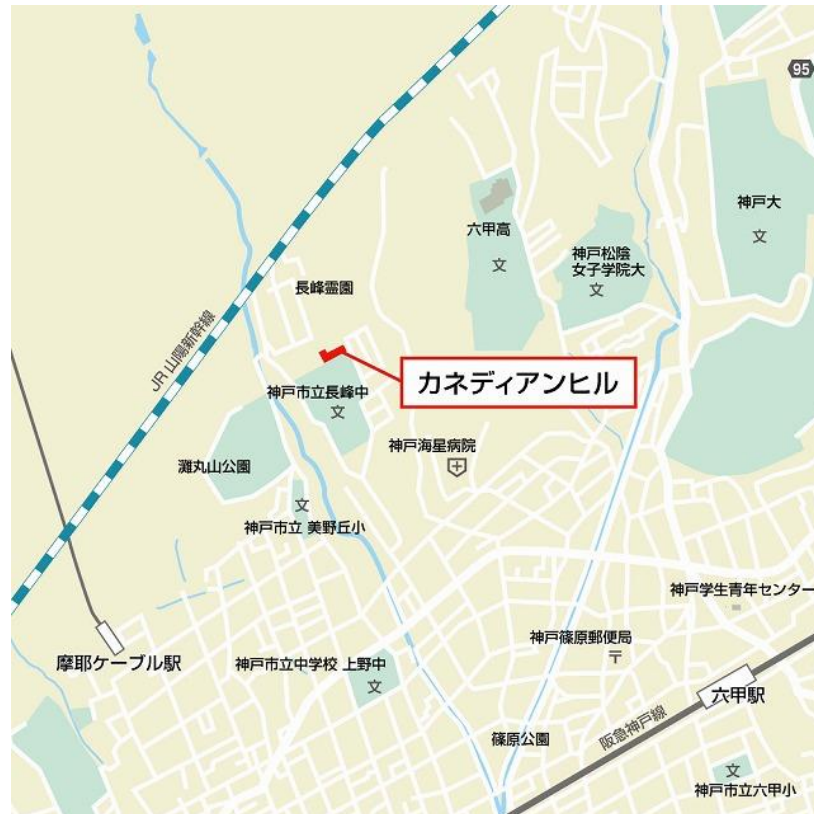 95
神戸大
文
六甲高
文
神戸松陰
女子学院大
文
長峰霊園
JR 山陽新幹線
カネディアンヒル
神戸市立長峰中
文
神戸海星病院
灘丸山公園
文
神戸市立 美野丘小
神戸学生青年センター
神戸篠原郵便局
〒
摩耶ケーブル駅
神戸市立中学校 上野中
文
六甲駅
阪急神戸線
篠原公園
文
神戸市立六甲小